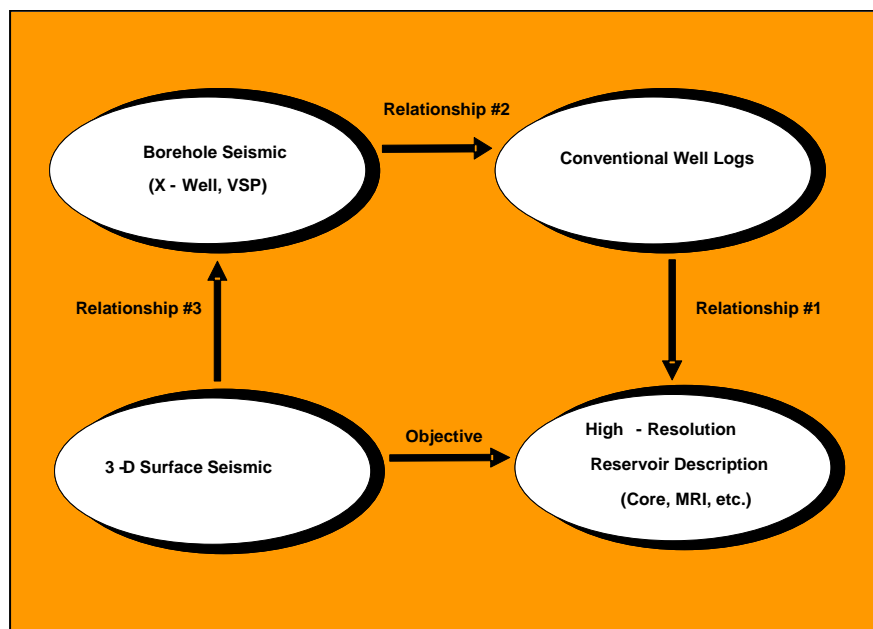 Relationship #2
Borehole Seismic
(X - Well, VSP)
Conventional Well Logs
Relationship #3
Relationship #1
3 -D Surface Seismic
Objective
High - Resolution
Reservoir Description
(Core, MRI, etc.)